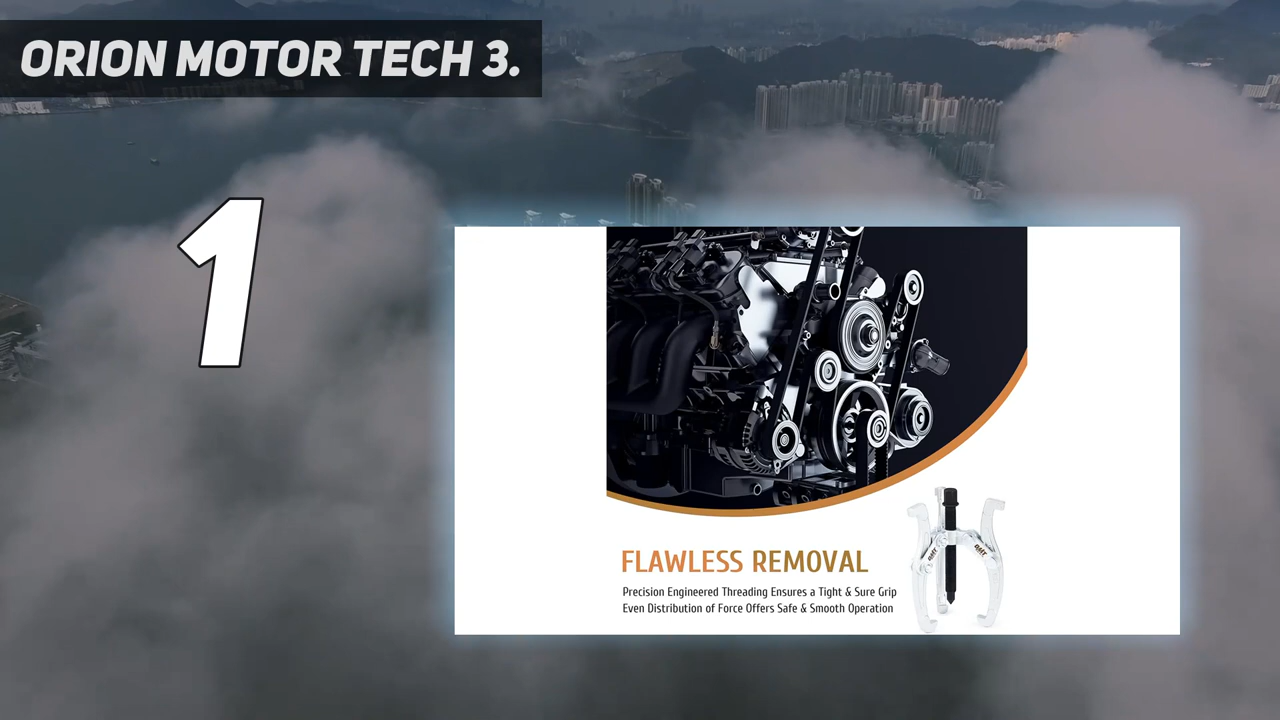 ORION MOTOR TECH 3.
1
FLAWLESS REMOVAL
Precision Engineered Threading Ensures a Tight & Sure Grip
Even Distribution of Force Offers Safe & Smooth Operation